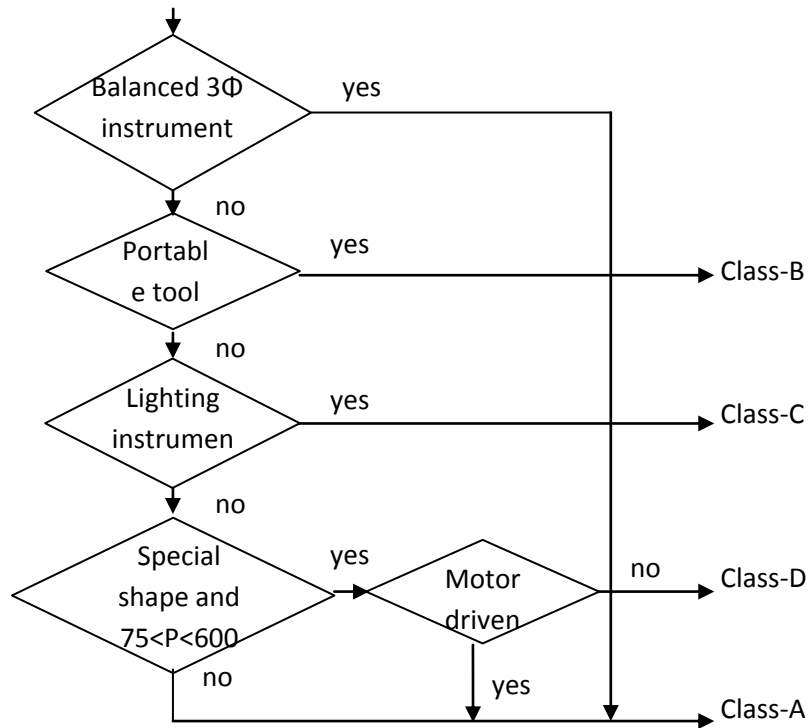 Balanced 3Φ
instrument
yes
no
Portabl
e tool
yes
Class-B
no
Lighting
instrumen
yes
Class-C
no
Special
shape and
75<P<600
yes
Motor
driven
no
Class-D
no
yes
Class-A